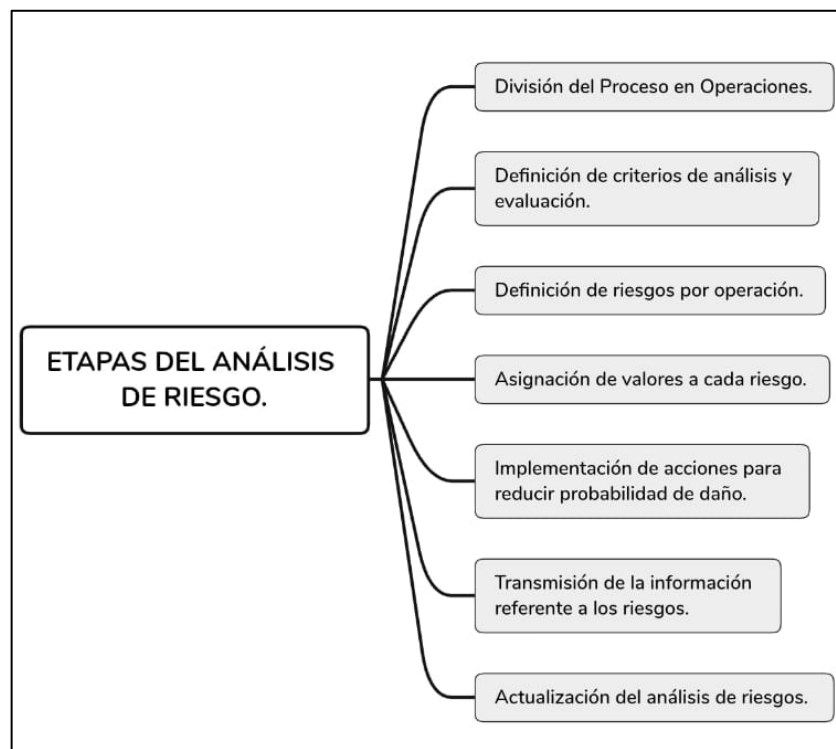 ETAPAS DEL ANÁLISIS
DE RIESGO.
División del Proceso en Operaciones.
Definición de criterios de análisis y
evaluación.
Definición de riesgos por operación.
Asignación de valores a cada riesgo.
Implementación de acciones para
reducir probabilidad de daño.
Transmisión de la información
referente a los riesgos.
Actualización del análisis de riesgos.